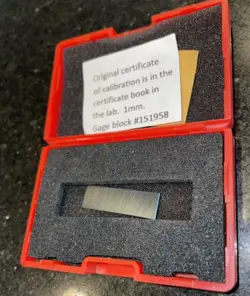 Original certificate
of calibration is in the
certificate book in
the lab.  1mm.
Gage block #151958